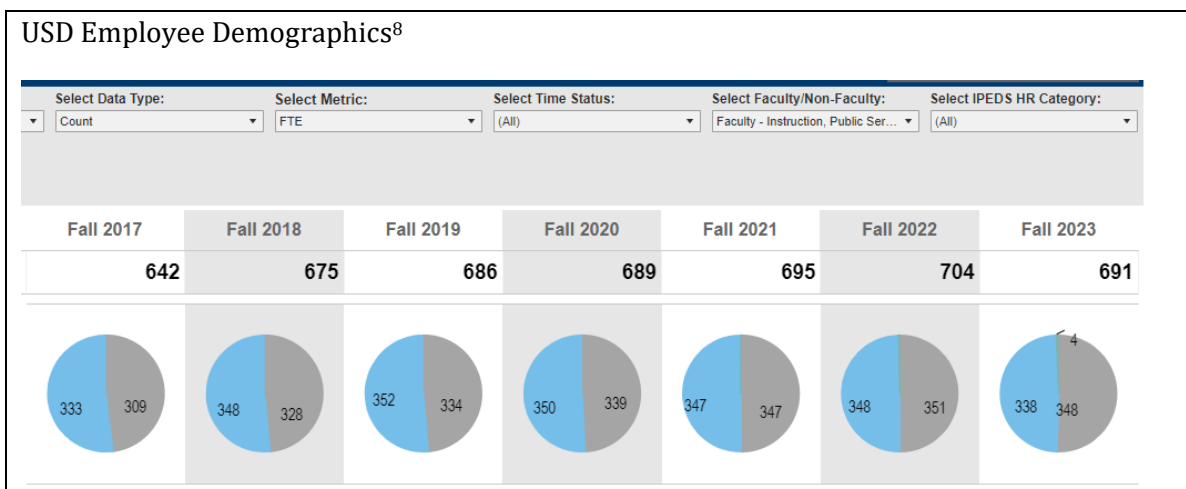 USD Employee Demographics⁸
Select Data Type: Select Metric: Select Time Status: Select Faculty/Non-Faculty: Select IPEDS HR Category:
Count FTE (All) Faculty - Instruction, Public Ser... (All)
Fall 2017 Fall 2018 Fall 2019 Fall 2020 Fall 2021 Fall 2022 Fall 2023
642 675 686 689 695 704 691
333 309 348 328 352 334 350 339 347 347 348 351 338 348 4